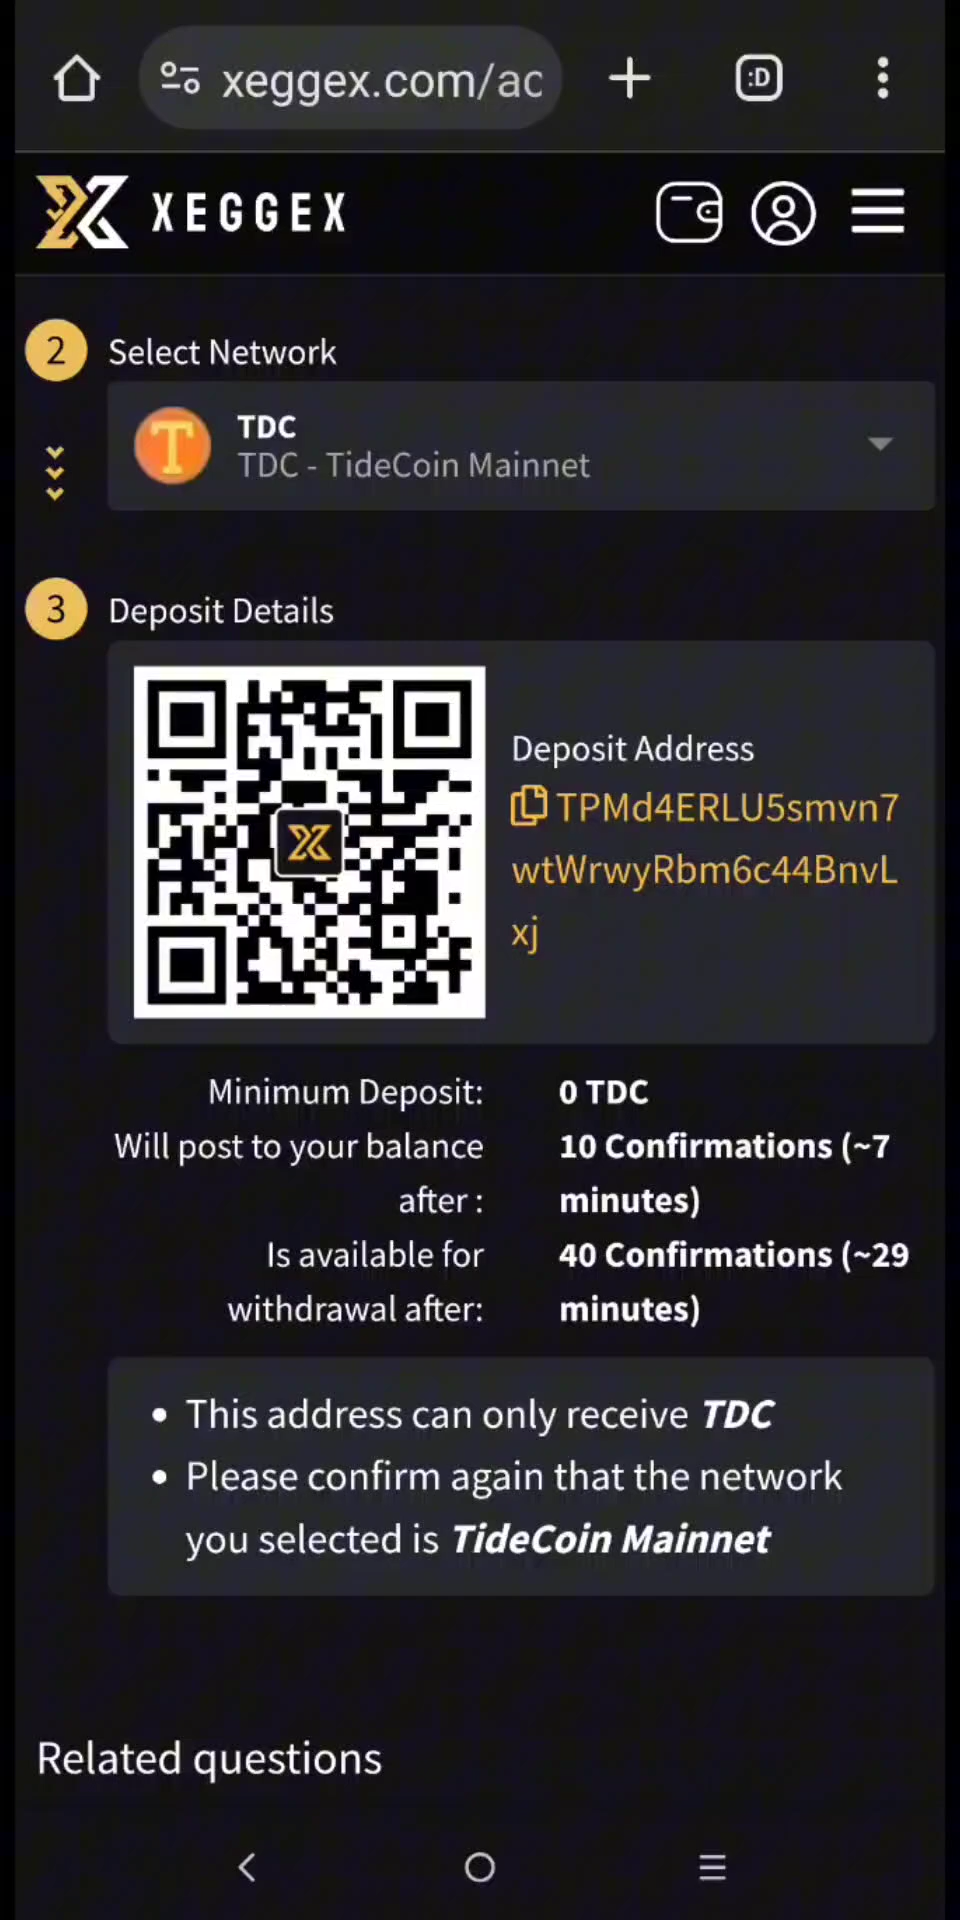 xeggex.com/ac
:D
XEGGEX
2 Select Network
TDC
TDC - TideCoin Mainnet
3 Deposit Details
Deposit Address
TPMd4ERLU5smvn7
wtWrwyRbm6c44BnvL
xj
Minimum Deposit: 0 TDC
Will post to your balance 10 Confirmations (~7
after : minutes)
Is available for 40 Confirmations (~29
withdrawal after: minutes)
• This address can only receive TDC
• Please confirm again that the network
you selected is TideCoin Mainnet
Related questions